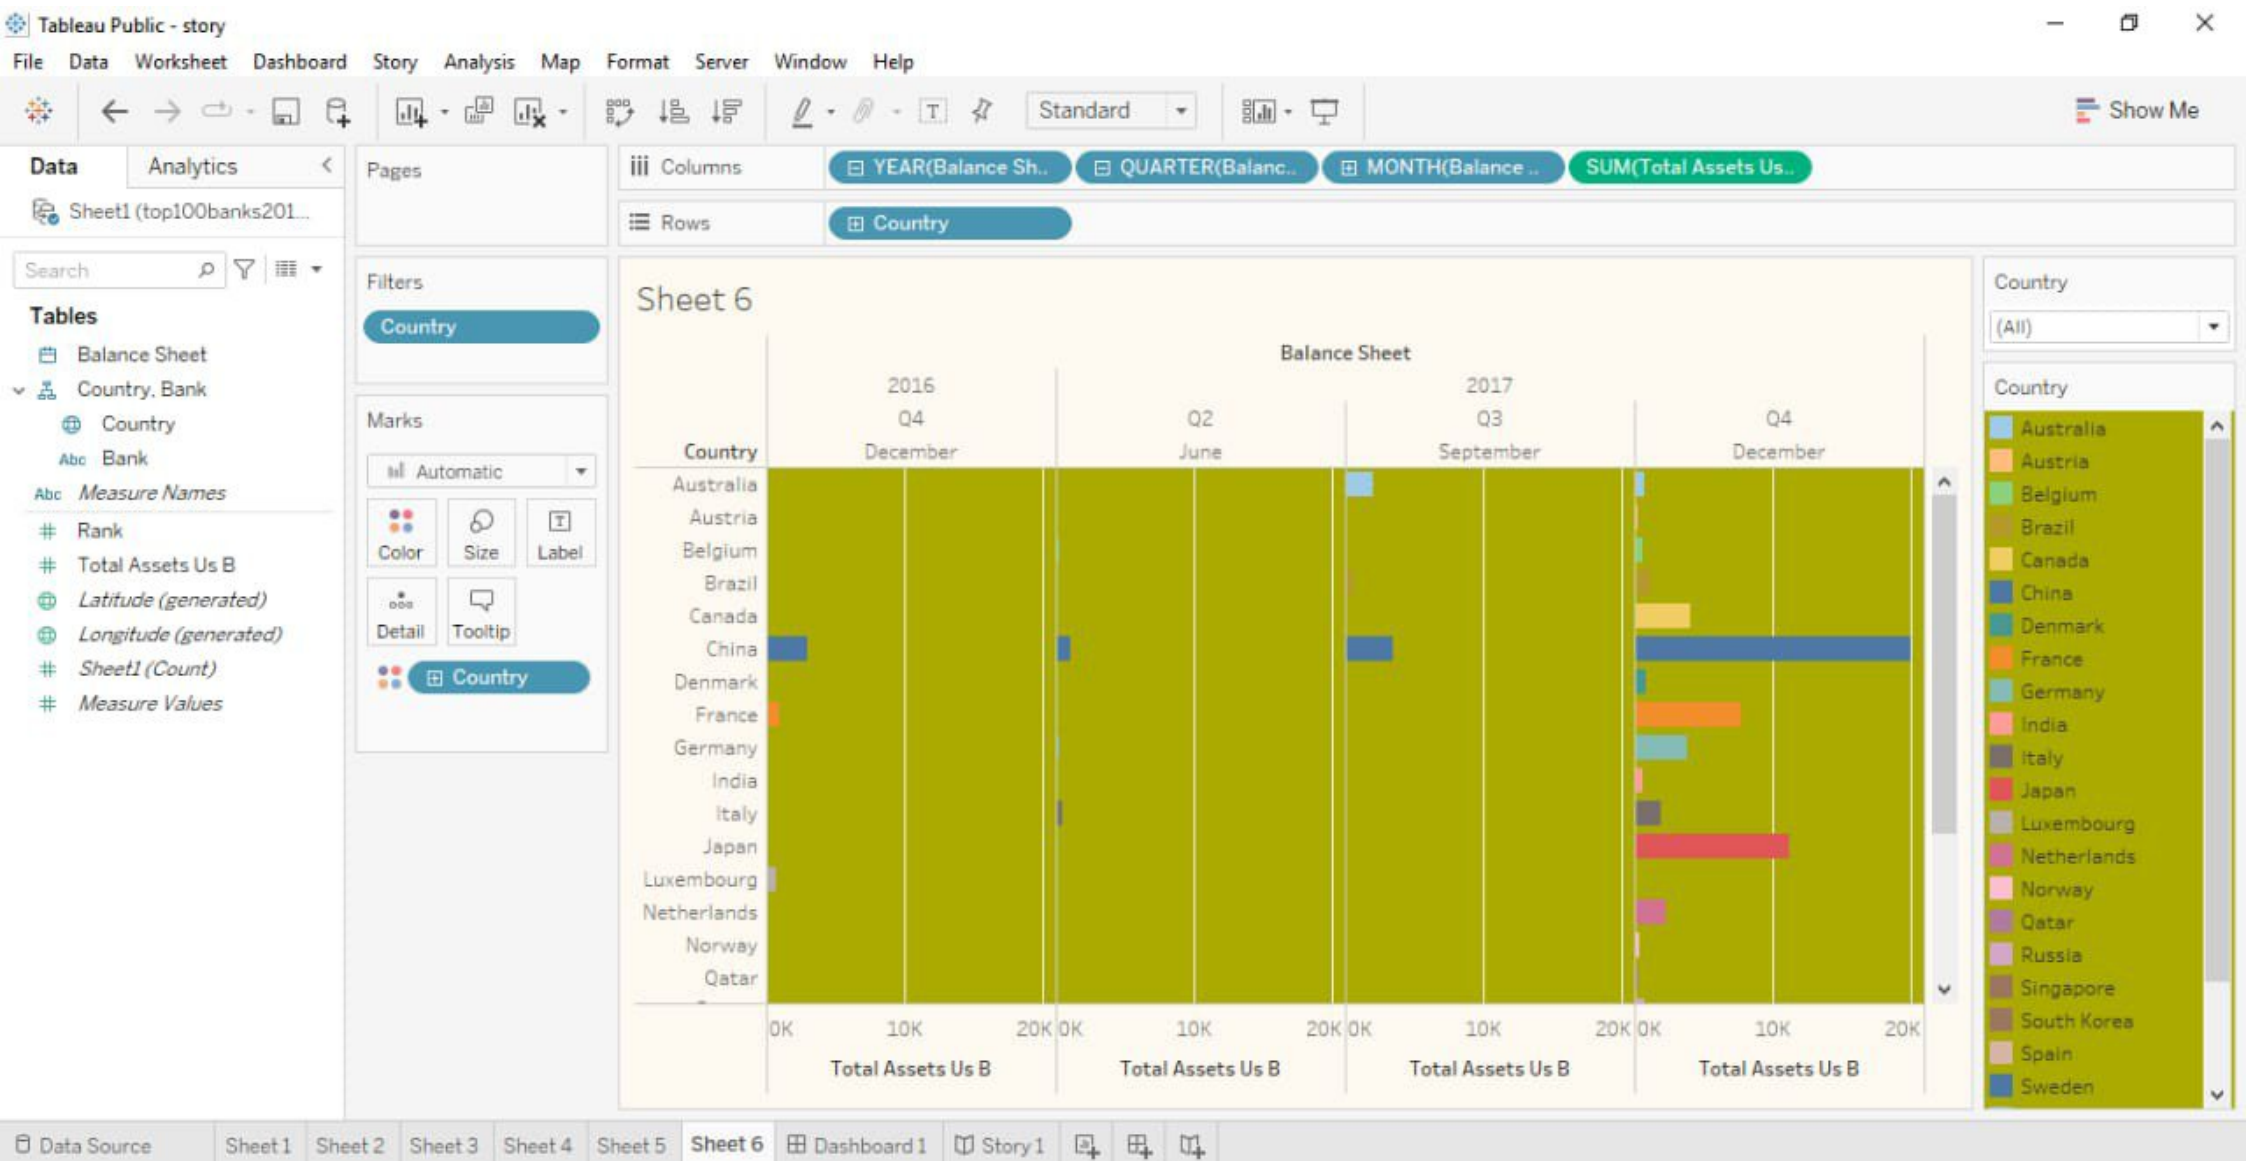 Tableau Public - story
File Data Worksheet Dashboard Story Analysis Map Format Server Window Help
Standard
Show Me
Data Analytics
Sheet1 (top100banks201...
Search
Tables
Balance Sheet
Country, Bank
Country
Abc Bank
Abc Measure Names
# Rank
# Total Assets Us B
Latitude (generated)
Longitude (generated)
# Sheet1 (Count)
# Measure Values
Pages
Filters
Country
Marks
Automatic
Color Size Label
Detail Tooltip
Country
Columns YEAR(Balance Sh.. QUARTER(Balanc.. MONTH(Balance .. SUM(Total Assets Us..
Rows Country
Sheet 6
Balance Sheet
2016 2017
Q4 Q2 Q3 Q4
Country December June September December
Australia
Austria
Belgium
Brazil
Canada
China
Denmark
France
Germany
India
Italy
Japan
Luxembourg
Netherlands
Norway
Qatar
0K 10K 20K 0K 10K 20K 0K 10K 20K 0K 10K 20K
Total Assets Us B Total Assets Us B Total Assets Us B Total Assets Us B
Country
(All)
Country
Australia
Austria
Belgium
Brazil
Canada
China
Denmark
France
Germany
India
Italy
Japan
Luxembourg
Netherlands
Norway
Qatar
Russia
Singapore
South Korea
Spain
Sweden
Data Source Sheet 1 Sheet 2 Sheet 3 Sheet 4 Sheet 5 Sheet 6 Dashboard 1 Story 1